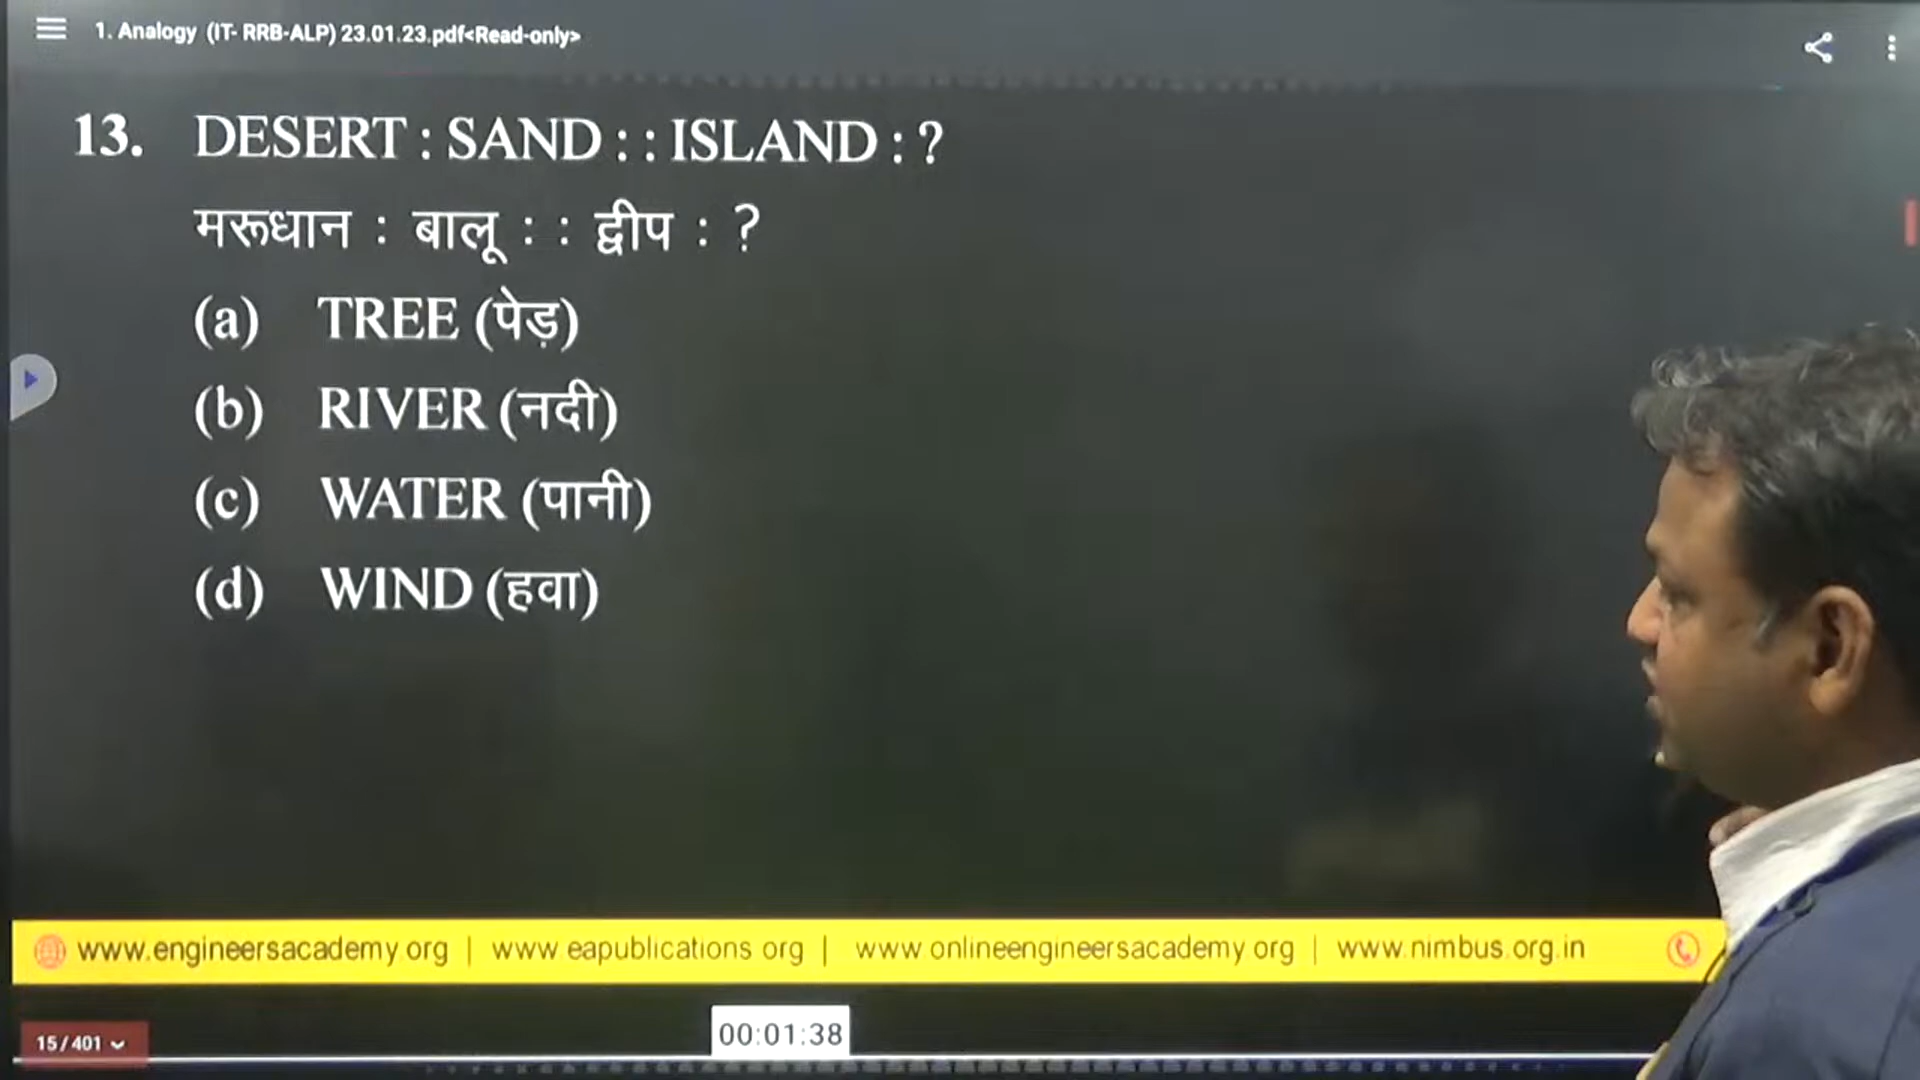 1. Analogy (IT- RRB-ALP) 23.01.23.pdf<Read-only>
13. DESERT : SAND : : ISLAND : ?
मरूधान : बालू : : द्वीप : ?
(a) TREE (पेड़)
(b) RIVER (नदी)
(c) WATER (पानी)
(d) WIND (हवा)
www.engineersacademy.org | www eapublications org | www onlineengineersacademy org | www.nimbus.org.in
00:01:38
15 / 401